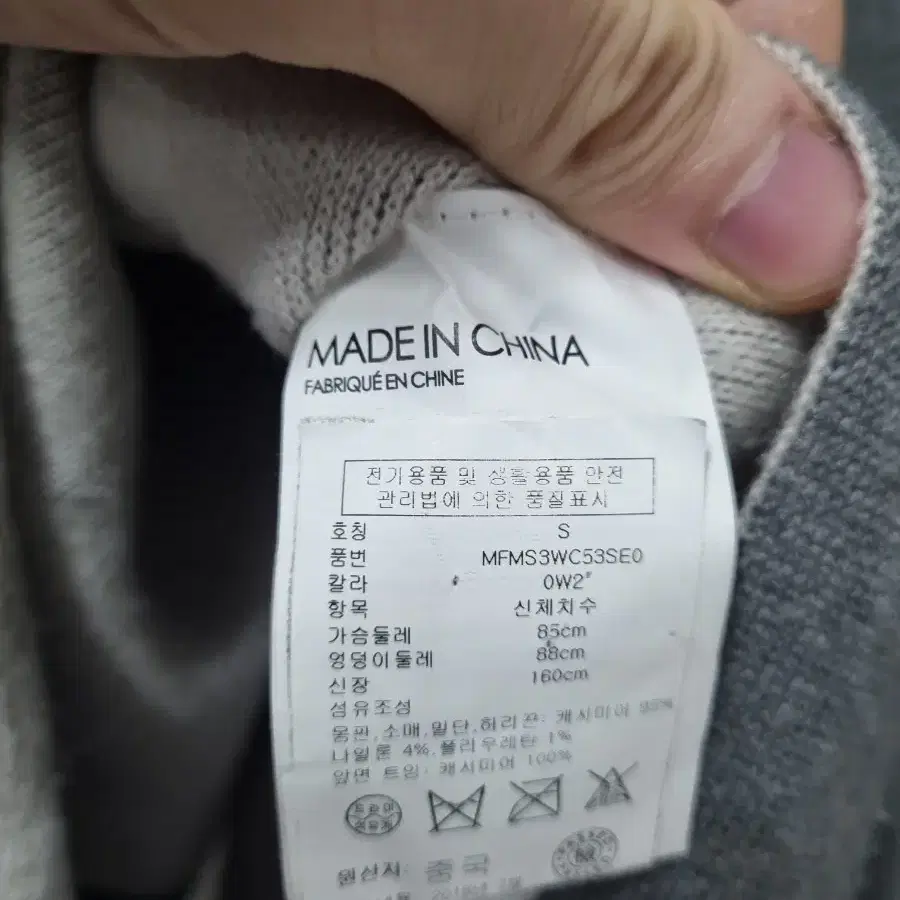 MADE IN CHINA
FABRIQUÉ EN CHINE
전기용품 및 생활용품 안전
관리법에 의한 품질표시
호칭 S
품번 MFMS3WC53SE0
칼라 0W2
항목 신체치수
가슴둘레 85cm
엉덩이둘레 88cm
신장 160cm
섬유조성
몸판,소매,밑단,허리끈: 캐시미어
나일론 4%,폴리우레탄 1%
앞면 트임: 캐시미어 100%
원산지: 중국